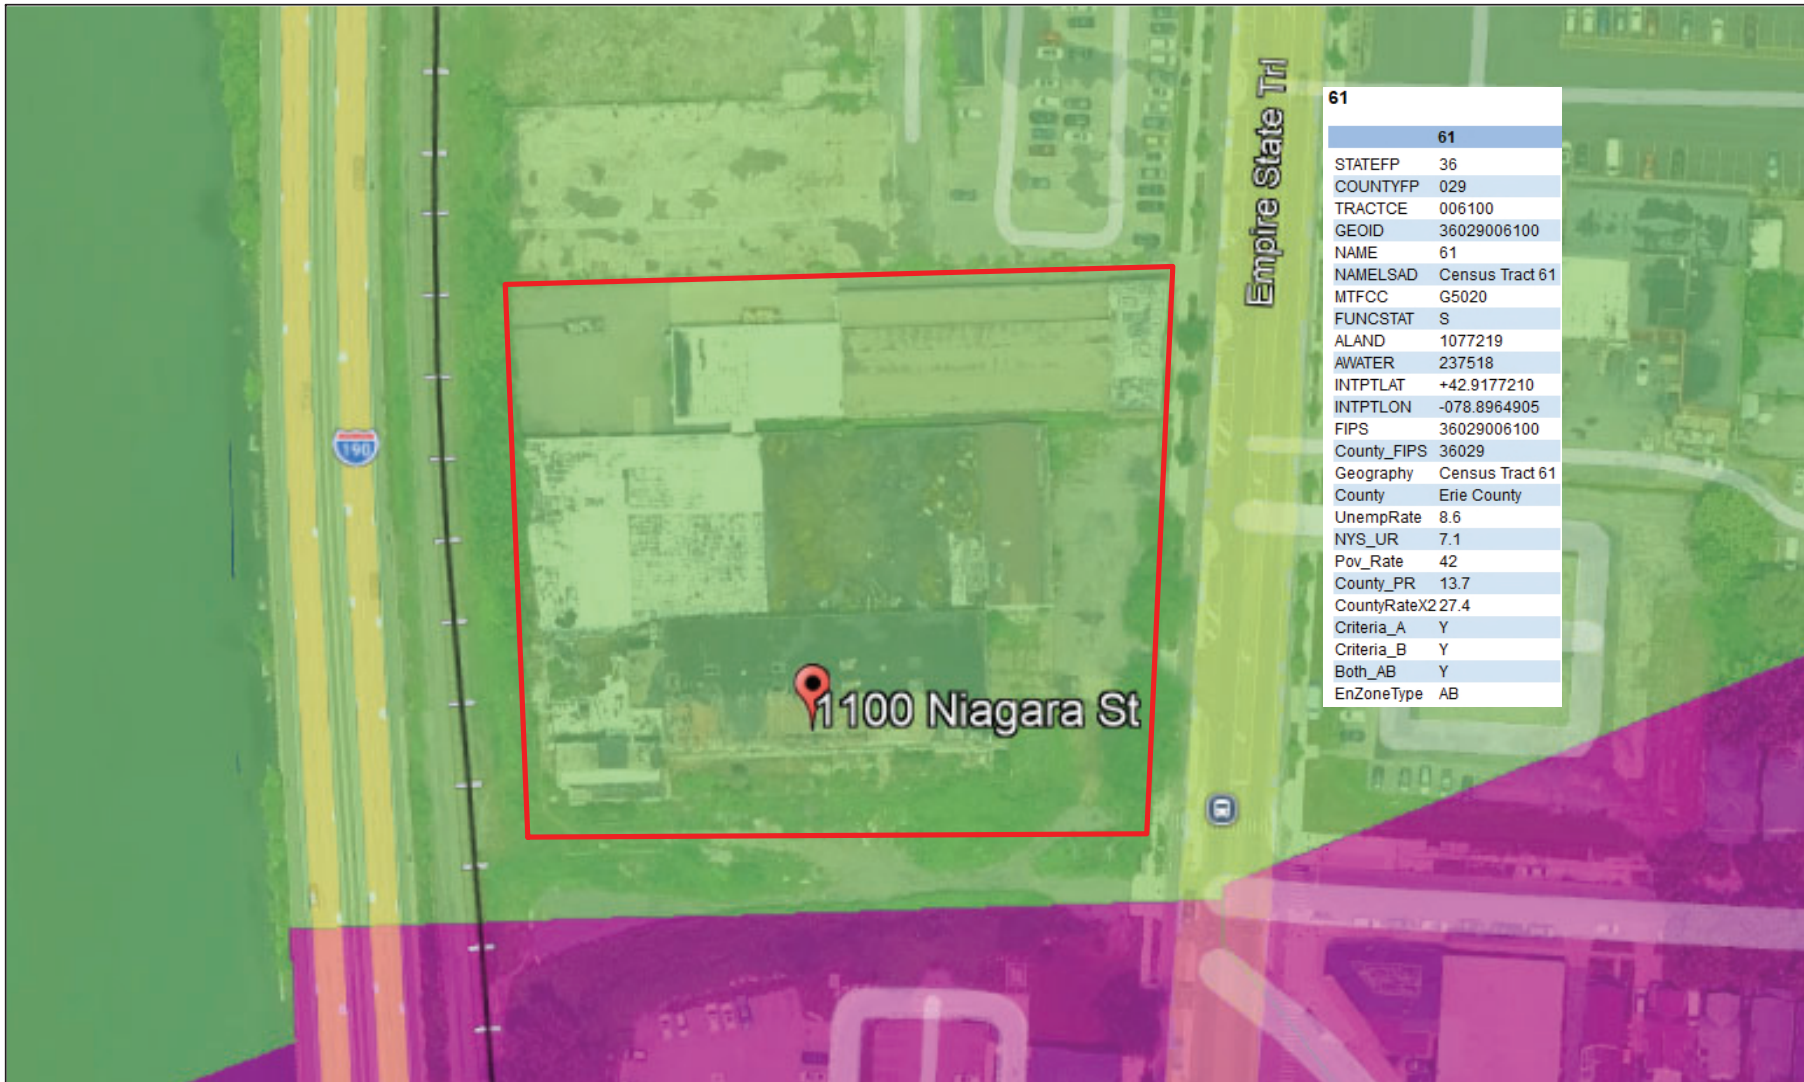 Empire State Trl
190
1100 Niagara St
61
61
STATEFP 36
COUNTYFP 029
TRACTCE 006100
GEOID 36029006100
NAME 61
NAMELSAD Census Tract 61
MTFCC G5020
FUNCSTAT S
ALAND 1077219
AWATER 237518
INTPTLAT +42.9177210
INTPTLON -078.8964905
FIPS 36029006100
County_FIPS 36029
Geography Census Tract 61
County Erie County
UnempRate 8.6
NYS_UR 7.1
Pov_Rate 42
County_PR 13.7
CountyRateX2 27.4
Criteria_A Y
Criteria_B Y
Both_AB Y
EnZoneType AB